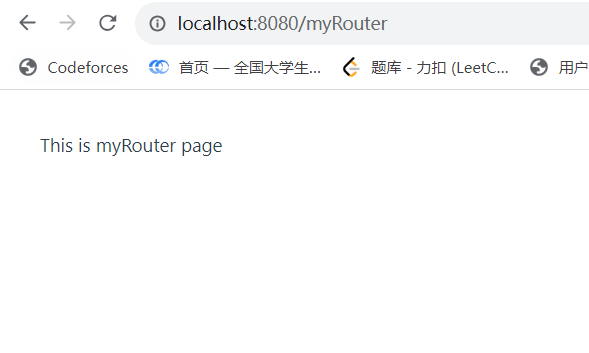 localhost:8080/myRouter
Codeforces 首页 — 全国大学生... 题库 - 力扣 (LeetC... 用户
This is myRouter page